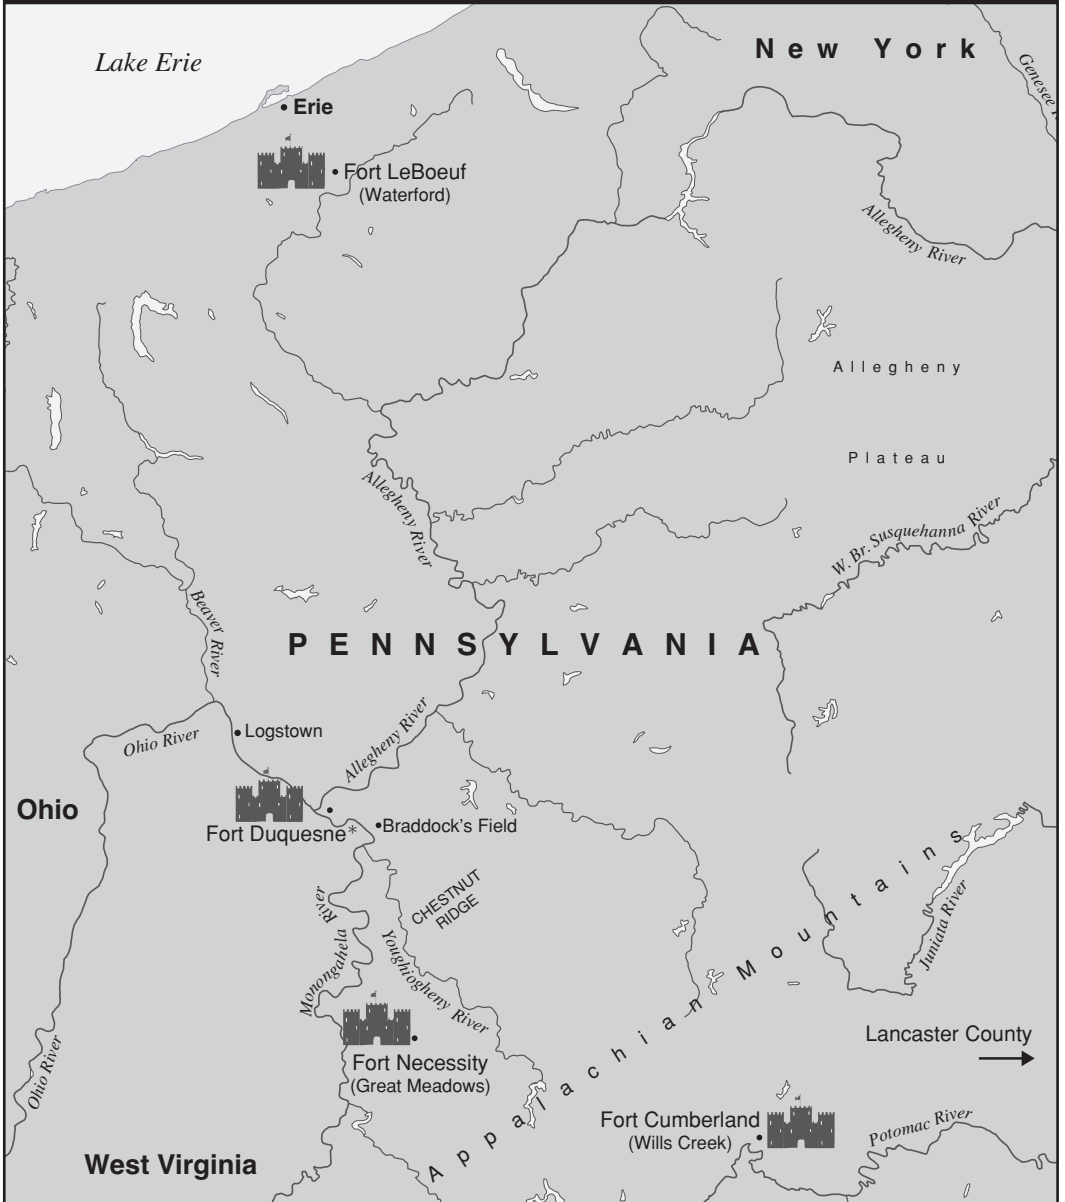 New York
Lake Erie
Genesee
Erie
Fort LeBoeuf
(Waterford)
Allegheny River
Allegheny
Plateau
Allegheny River
W. Br. Susquehanna River
Beaver River
PENNSYLVANIA
Allegheny River
Logstown
Ohio River
Ohio
Fort Duquesne*
Braddock's Field
CHESTNUT
RIDGE
Monongahela River
Youghiogheny River
Appalachian Mountains
Juniata River
Lancaster County
Ohio River
Fort Necessity
(Great Meadows)
Fort Cumberland
(Wills Creek)
Potomac River
West Virginia